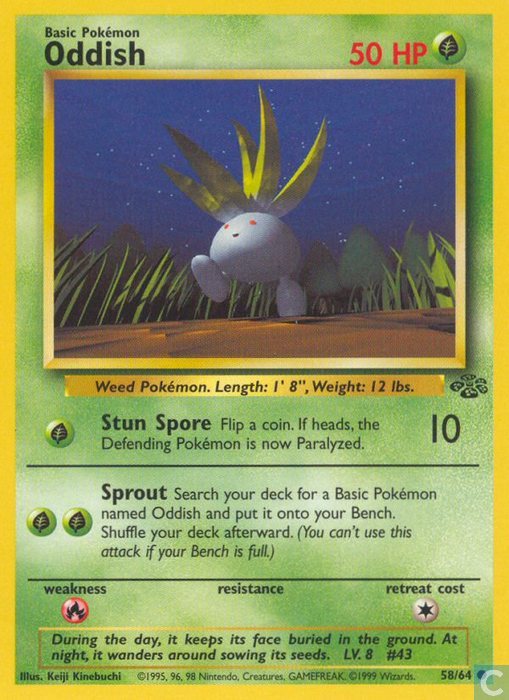 Basic Pokémon
Oddish
50 HP
Weed Pokémon. Length: 1' 8", Weight: 12 lbs.
Stun Spore Flip a coin. If heads, the
Defending Pokémon is now Paralyzed.
10
Sprout Search your deck for a Basic Pokémon
named Oddish and put it onto your Bench.
Shuffle your deck afterward. (You can't use this
attack if your Bench is full.)
weakness
resistance
retreat cost
During the day, it keeps its face buried in the ground. At
night, it wanders around sowing its seeds. LV. 8 #43
Illus. Keiji Kinebuchi
©1995, 96, 98 Nintendo, Creatures, GAMEFREAK. ©1999 Wizards.
58/64
C